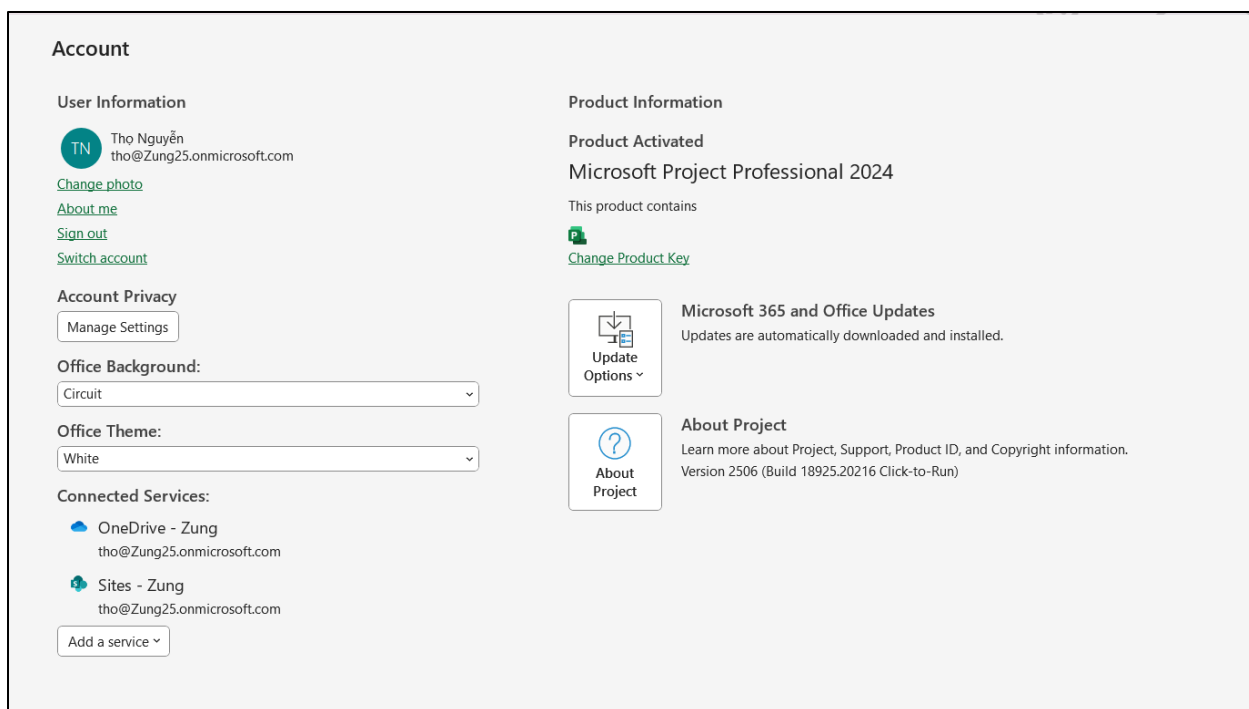 Account
User Information
TN
Thọ Nguyễn
tho@Zung25.onmicrosoft.com
Change photo
About me
Sign out
Switch account
Account Privacy
Manage Settings
Office Background:
Circuit
Office Theme:
White
Connected Services:
OneDrive - Zung
tho@Zung25.onmicrosoft.com
Sites - Zung
tho@Zung25.onmicrosoft.com
Add a service
Product Information
Product Activated
Microsoft Project Professional 2024
This product contains
Change Product Key
Update
Options
Microsoft 365 and Office Updates
Updates are automatically downloaded and installed.
About
Project
About Project
Learn more about Project, Support, Product ID, and Copyright information.
Version 2506 (Build 18925.20216 Click-to-Run)